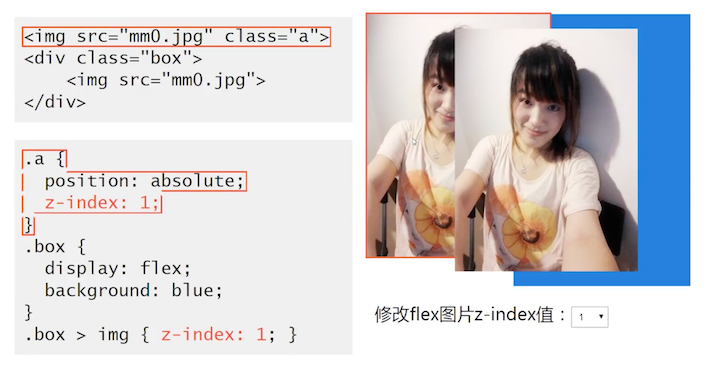 <img src="mm0.jpg" class="a">
<div class="box">
    <img src="mm0.jpg">
</div>
.a {
  position: absolute;
  z-index: 1;
}
.box {
  display: flex;
  background: blue;
}
.box > img { z-index: 1; }
修改flex图片z-index值：1